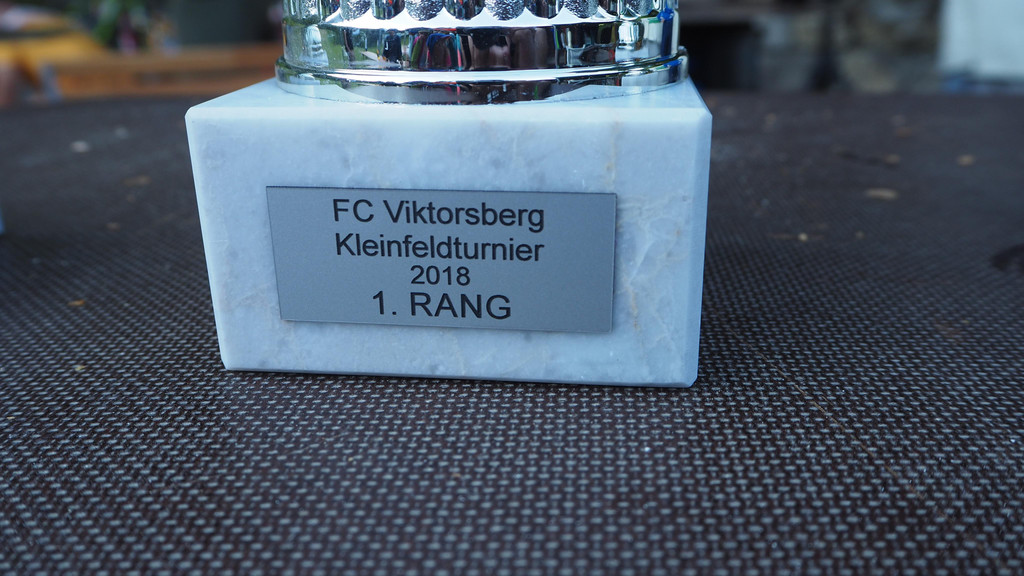 FC Viktorsberg
Kleinfeldturnier
2018
1. RANG